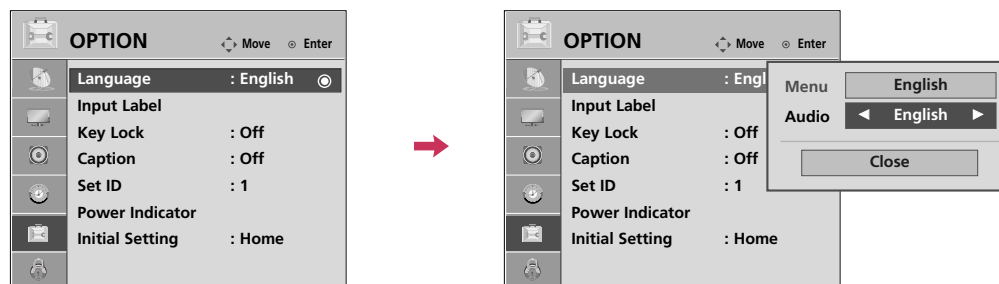 OPTION Move Enter
Language : English
Input Label
Key Lock : Off
Caption : Off
Set ID : 1
Power Indicator
Initial Setting : Home
OPTION Move Enter
Language : Engl
Input Label
Key Lock : Off
Caption : Off
Set ID : 1
Power Indicator
Initial Setting : Home
Menu English
Audio ◄ English ►
Close